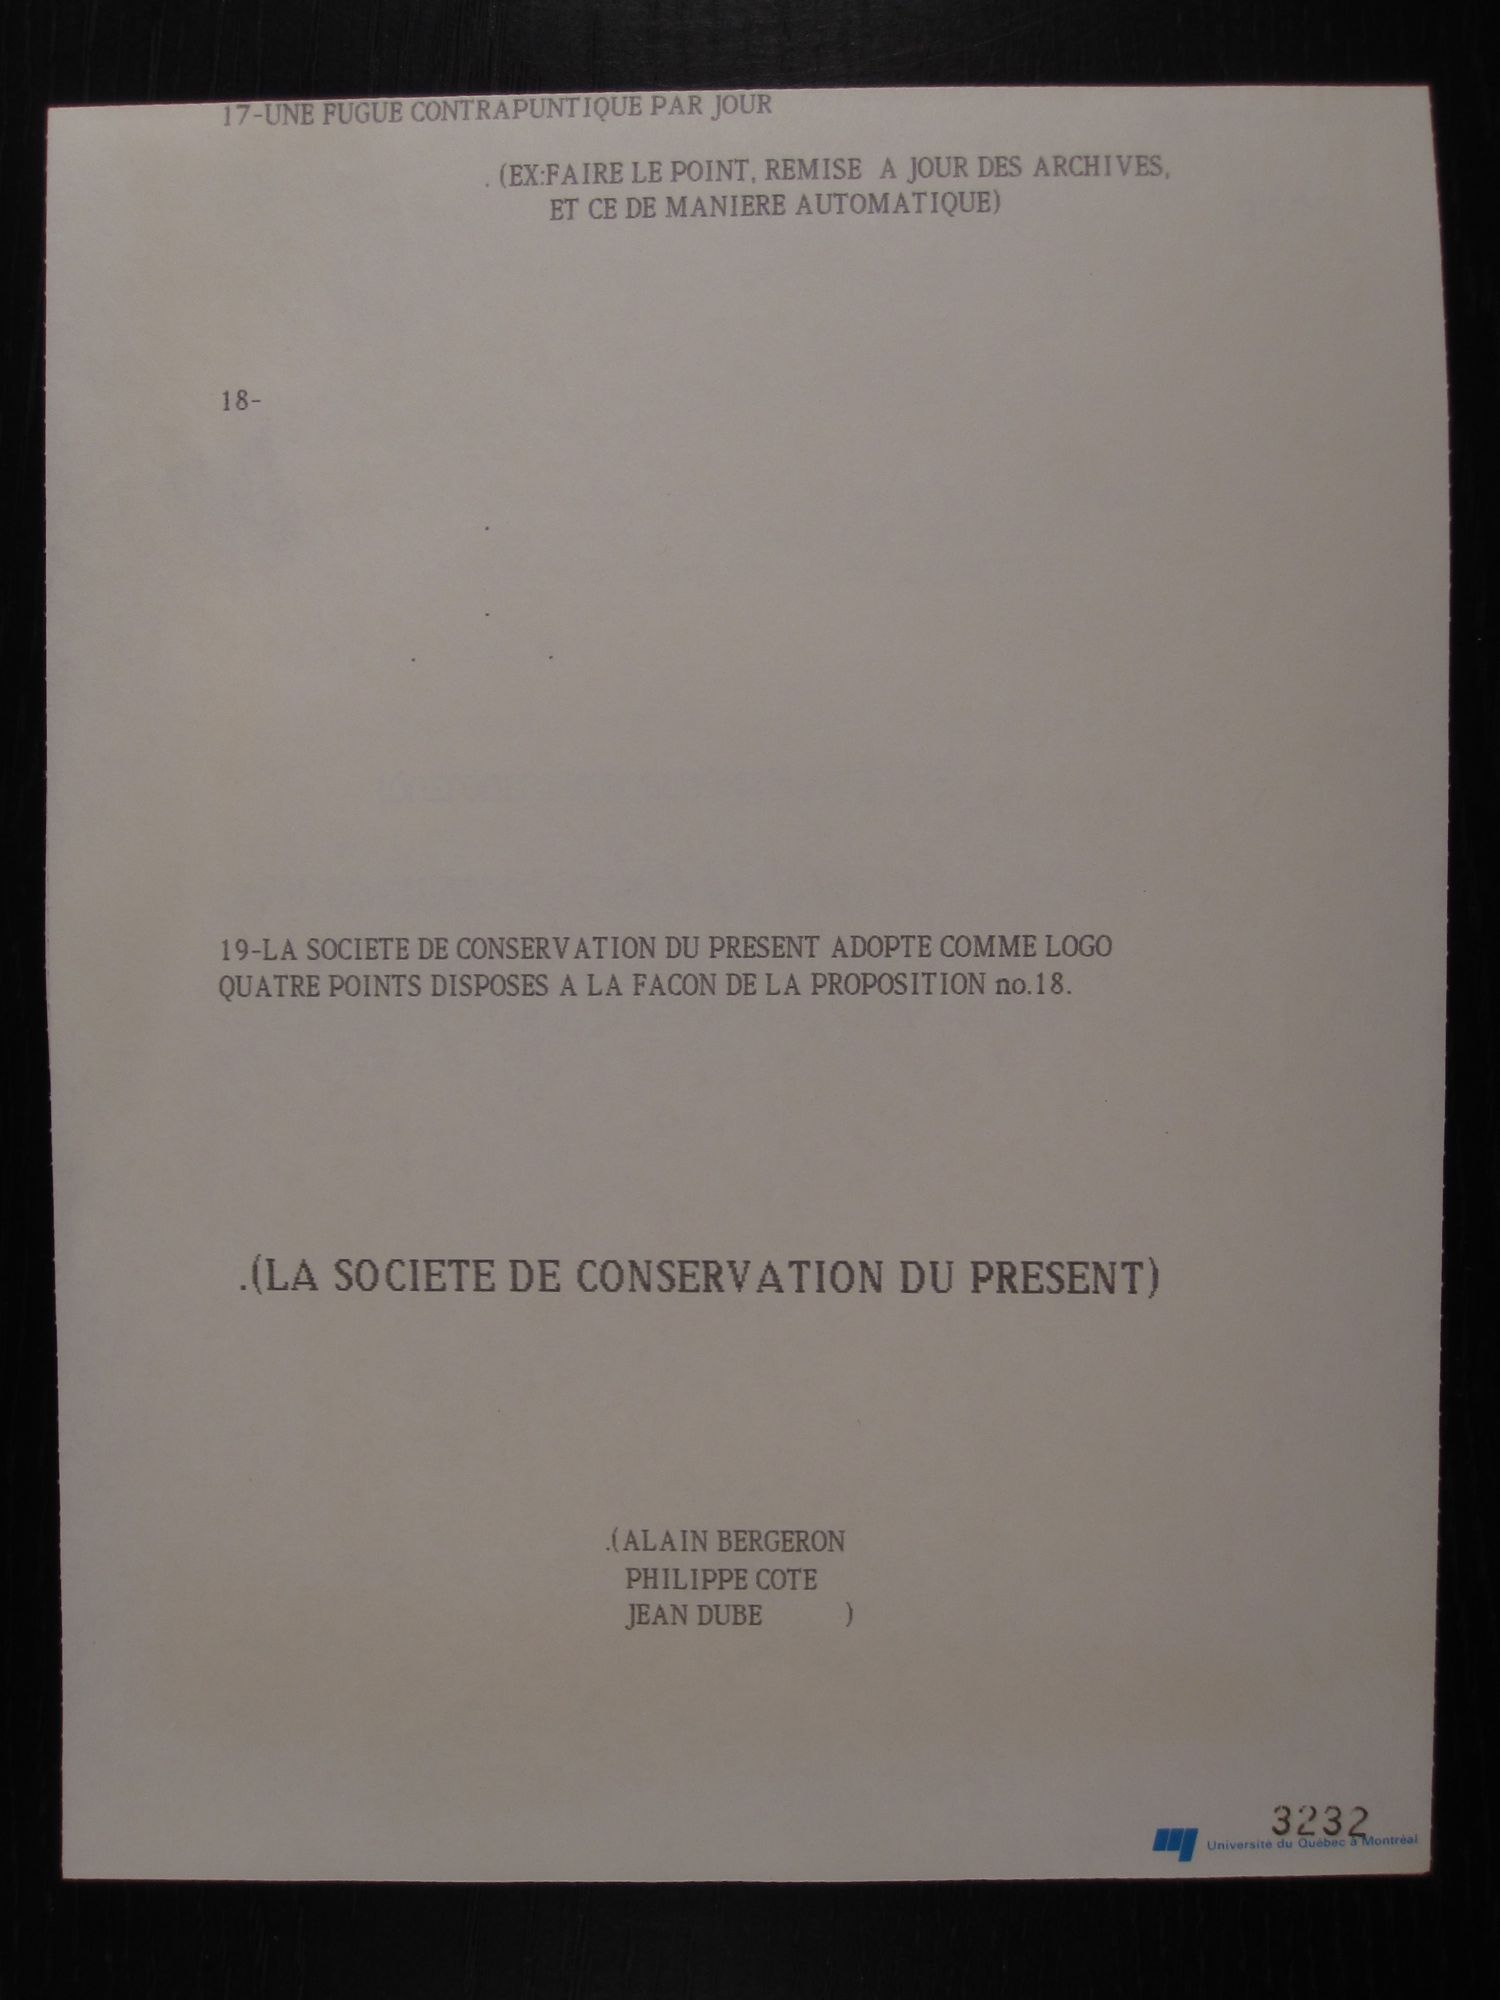 17-UNE FUGUE CONTRAPUNTIQUE PAR JOUR
.(EX:FAIRE LE POINT, REMISE A JOUR DES ARCHIVES,
ET CE DE MANIERE AUTOMATIQUE)
18-
.
.
. .
19-LA SOCIETE DE CONSERVATION DU PRESENT ADOPTE COMME LOGO
QUATRE POINTS DISPOSES A LA FACON DE LA PROPOSITION no.18.
.(LA SOCIETE DE CONSERVATION DU PRESENT)
.(ALAIN BERGERON
PHILIPPE COTE
JEAN DUBE )
3232
Université du Québec à Montréal